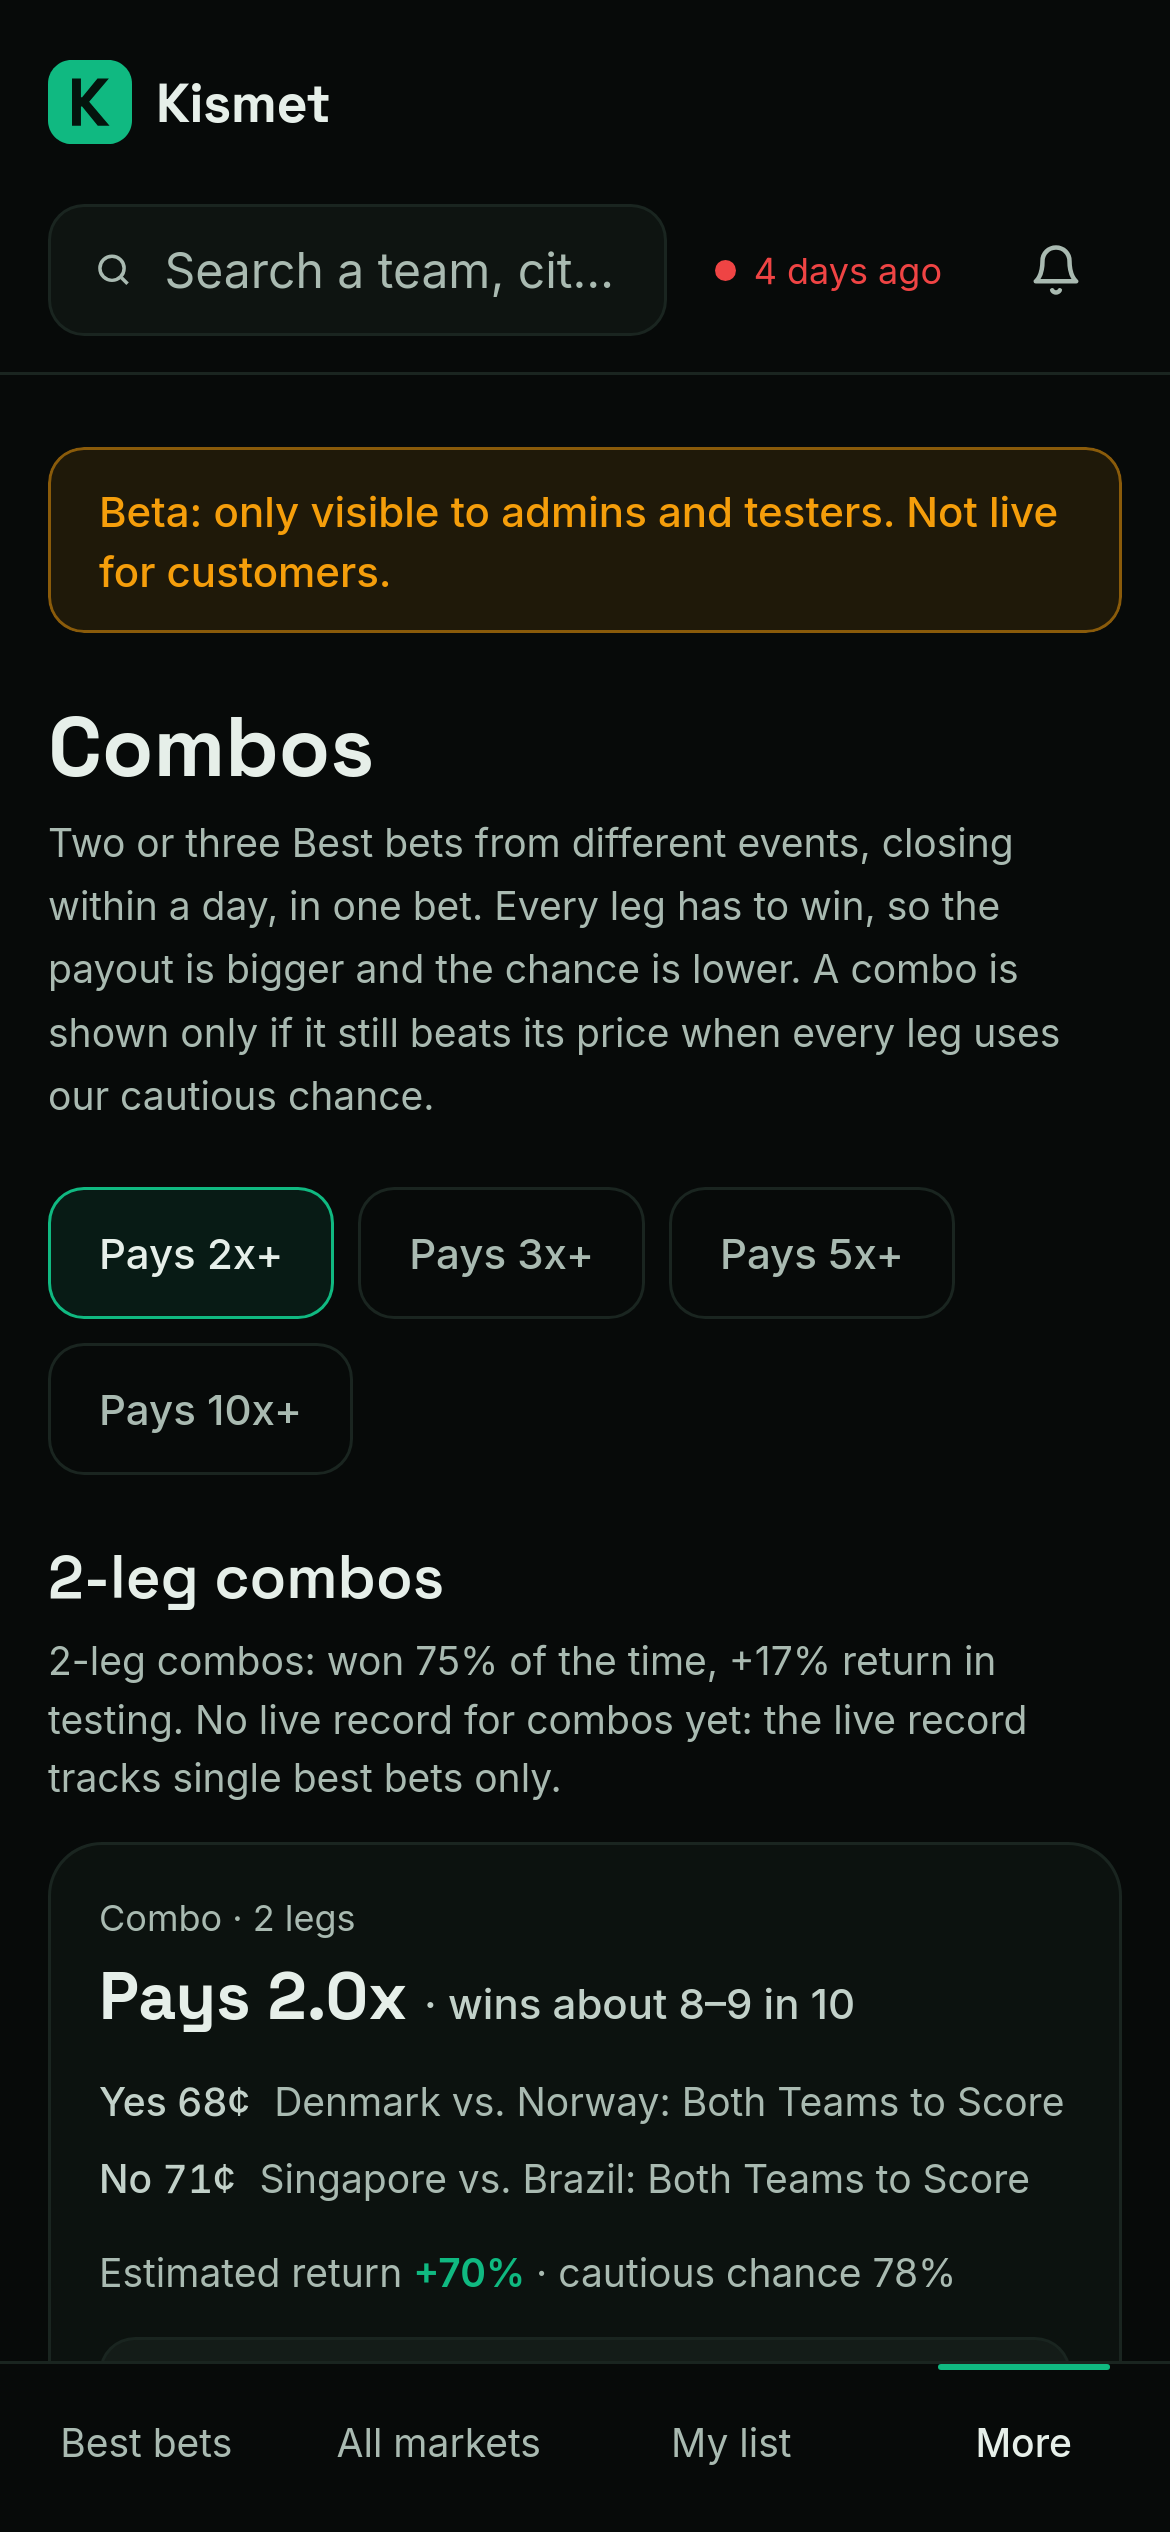 K Kismet
Search a team, cit...
4 days ago
Beta: only visible to admins and testers. Not live
for customers.
Combos
Two or three Best bets from different events, closing
within a day, in one bet. Every leg has to win, so the
payout is bigger and the chance is lower. A combo is
shown only if it still beats its price when every leg uses
our cautious chance.
Pays 2x+
Pays 3x+
Pays 5x+
Pays 10x+
2-leg combos
2-leg combos: won 75% of the time, +17% return in
testing. No live record for combos yet: the live record
tracks single best bets only.
Combo · 2 legs
Pays 2.0x · wins about 8–9 in 10
Yes 68¢ Denmark vs. Norway: Both Teams to Score
No 71¢ Singapore vs. Brazil: Both Teams to Score
Estimated return +70% · cautious chance 78%
Best bets
All markets
My list
More